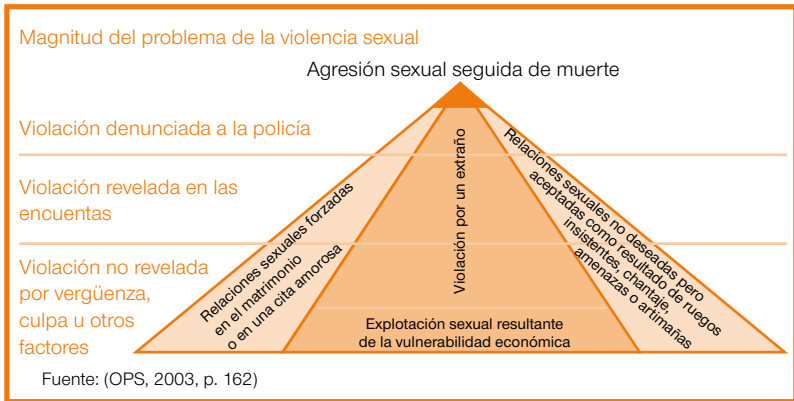 Magnitud del problema de la violencia sexual
Agresión sexual seguida de muerte
Violación denunciada a la policía
Violación revelada en las
encuentas
Violación no revelada
por vergüenza,
culpa u otros
factores
Relaciones sexuales forzadas
en el matrimonio
o en una cita amorosa
Violación por un extraño
Relaciones sexuales no deseadas pero
aceptadas como resultado de ruegos
insistentes, chantaje,
amenazas o artimañas
Explotación sexual resultante
de la vulnerabilidad económica
Fuente: (OPS, 2003, p. 162)